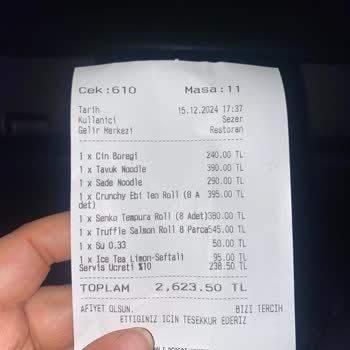 Cek:610 Masa:11
Tarih 15.12.2024 17:37
Kullanici Sezer
Gelir Merkezi Restoran
1 x Cin Boregi 240.00 TL
1 x Tavuk Noodle 390.00 TL
1 x Sade Noodle 290.00 TL
1 x Crunchy Ebi Ten Roll (8 A 395.00 TL
det)
1 x Senko Tempura Roll (8 Adet)380.00 TL
1 x Truffle Salmon Roll 8 Parca545.00 TL
1 x Su 0.33 50.00 TL
1 x Ice Tea Limon-Seftali 95.00 TL
Servis Ucreti %10 238.50 TL
TOPLAM 2,623.50 TL
AFIYET OLSUN. BIZI TERCIH
ETTIGINIZ ICIN TESEKKUR EDERIZ